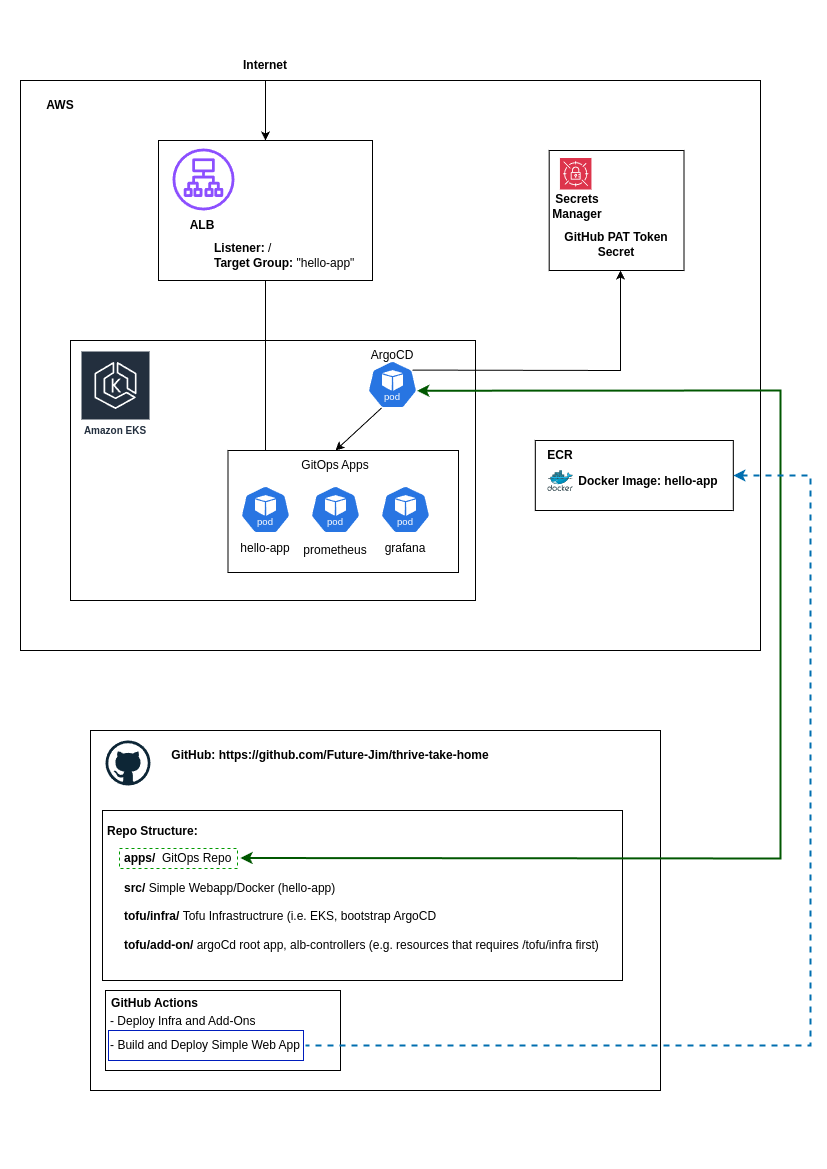 Internet
AWS
ALB
Listener: /
Target Group: "hello-app"
Secrets
Manager
GitHub PAT Token
Secret
ArgoCD
pod
Amazon EKS
GitOps Apps
pod
pod
pod
hello-app
prometheus
grafana
ECR
docker
Docker Image: hello-app
GitHub: https://github.com/Future-Jim/thrive-take-home
Repo Structure:
apps/ GitOps Repo
src/ Simple Webapp/Docker (hello-app)
tofu/infra/ Tofu Infrastructrure (i.e. EKS, bootstrap ArgoCD
tofu/add-on/ argoCd root app, alb-controllers (e.g. resources that requires /tofu/infra first)
GitHub Actions
- Deploy Infra and Add-Ons
- Build and Deploy Simple Web App